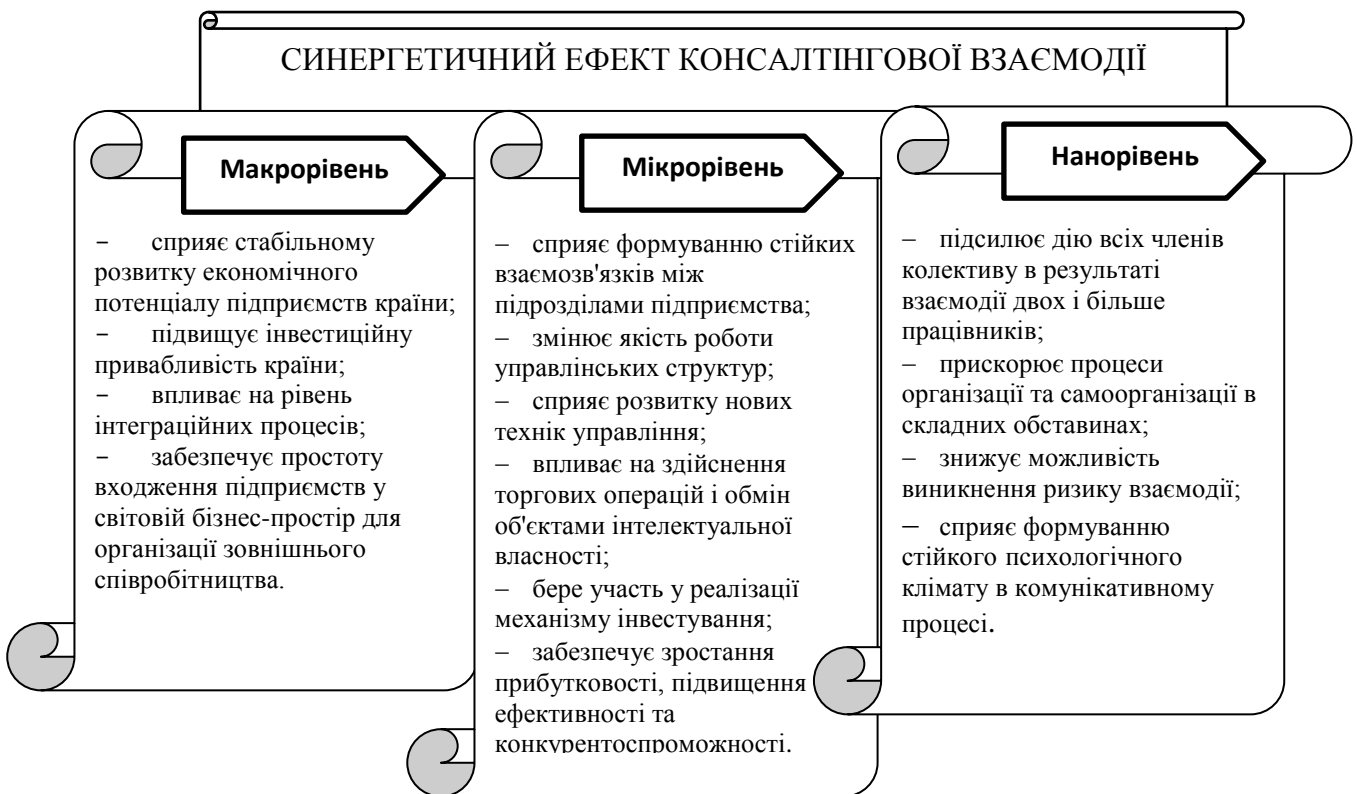 СИНЕРГЕТИЧНИЙ ЕФЕКТ КОНСАЛТІНГОВОЇ ВЗАЄМОДІЇ
Макрорівень
– сприяє стабільному
розвитку економічного
потенціалу підприємств країни;
– підвищує інвестиційну
привабливість країни;
– впливає на рівень
інтеграційних процесів;
– забезпечує простоту
входження підприємств у
світовій бізнес-простір для
організації зовнішнього
співробітництва.
Мікрорівень
– сприяє формуванню стійких
взаємозв'язків між
підрозділами підприємства;
– змінює якість роботи
управлінських структур;
– сприяє розвитку нових
технік управління;
– впливає на здійснення
торгових операцій і обмін
об'єктами інтелектуальної
власності;
– бере участь у реалізації
механізму інвестування;
– забезпечує зростання
прибутковості, підвищення
ефективності та
конкурентоспроможності.
Нанорівень
– підсилює дію всіх членів
колективу в результаті
взаємодії двох і більше
працівників;
– прискорює процеси
організації та самоорганізації в
складних обставинах;
– знижує можливість
виникнення ризику взаємодії;
– сприяє формуванню
стійкого психологічного
клімату в комунікативному
процесі.